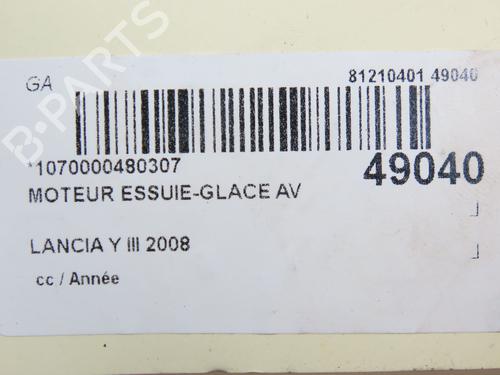 GA
81210401 49040
*1070000480307
49040
MOTEUR ESSUIE-GLACE AV
LANCIA Y III 2008
cc / Année
B-PARTS